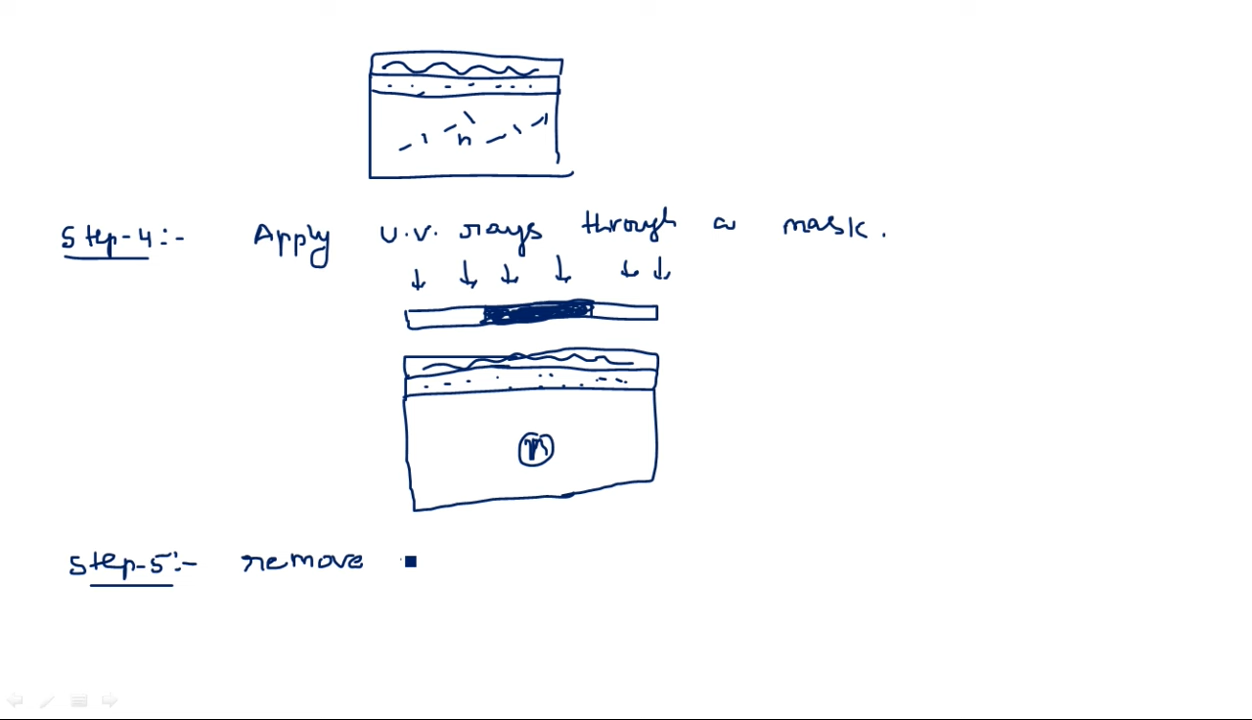 n
Step-4:- Apply U.V. rays through a mask.
n
Step-5:- remove